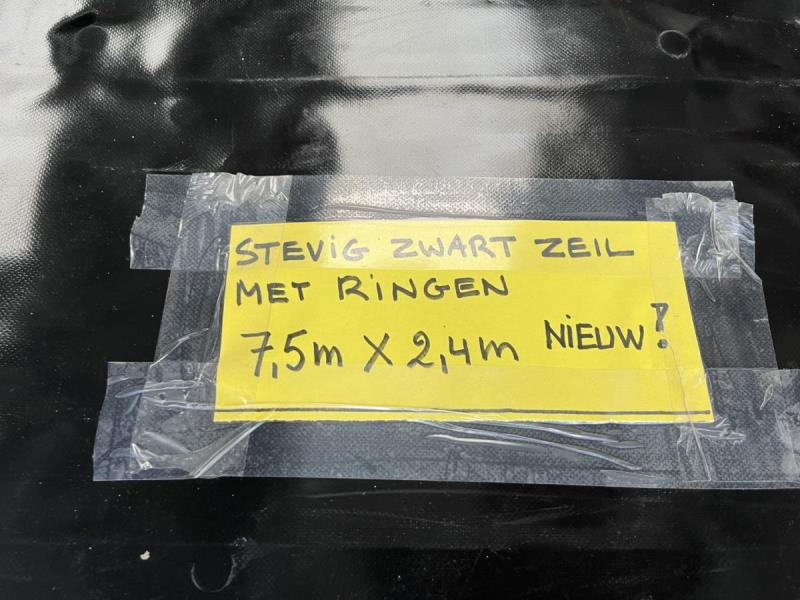 STEViG ZWART ZEIL
MET RiNGEN
7,5m X 2,4m NiEUW!